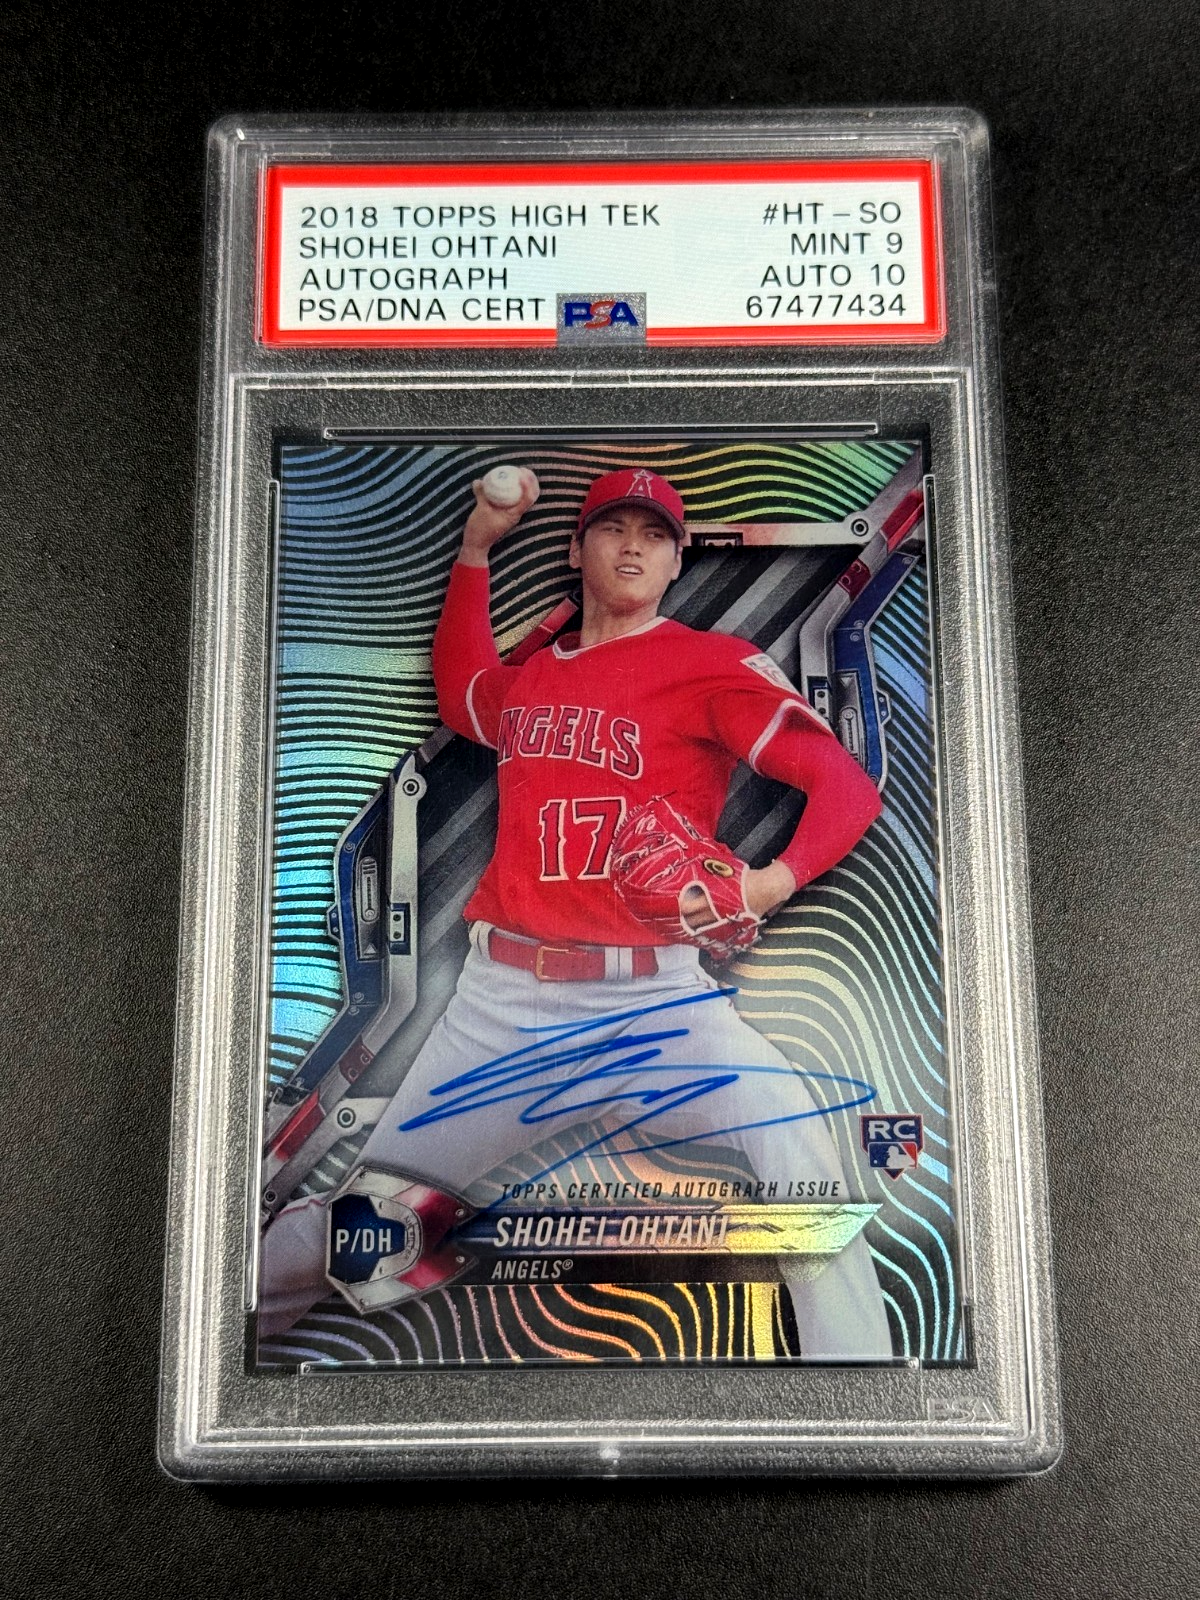 2018 TOPPS HIGH TEK #HT-SO
SHOHEI OHTANI MINT 9
AUTOGRAPH AUTO 10
PSA/DNA CERT PSA 67477434
A
ANGELS
17
RC
TOPPS CERTIFIED AUTOGRAPH ISSUE
P/DH
SHOHEI OHTANI
ANGELS®
PSA